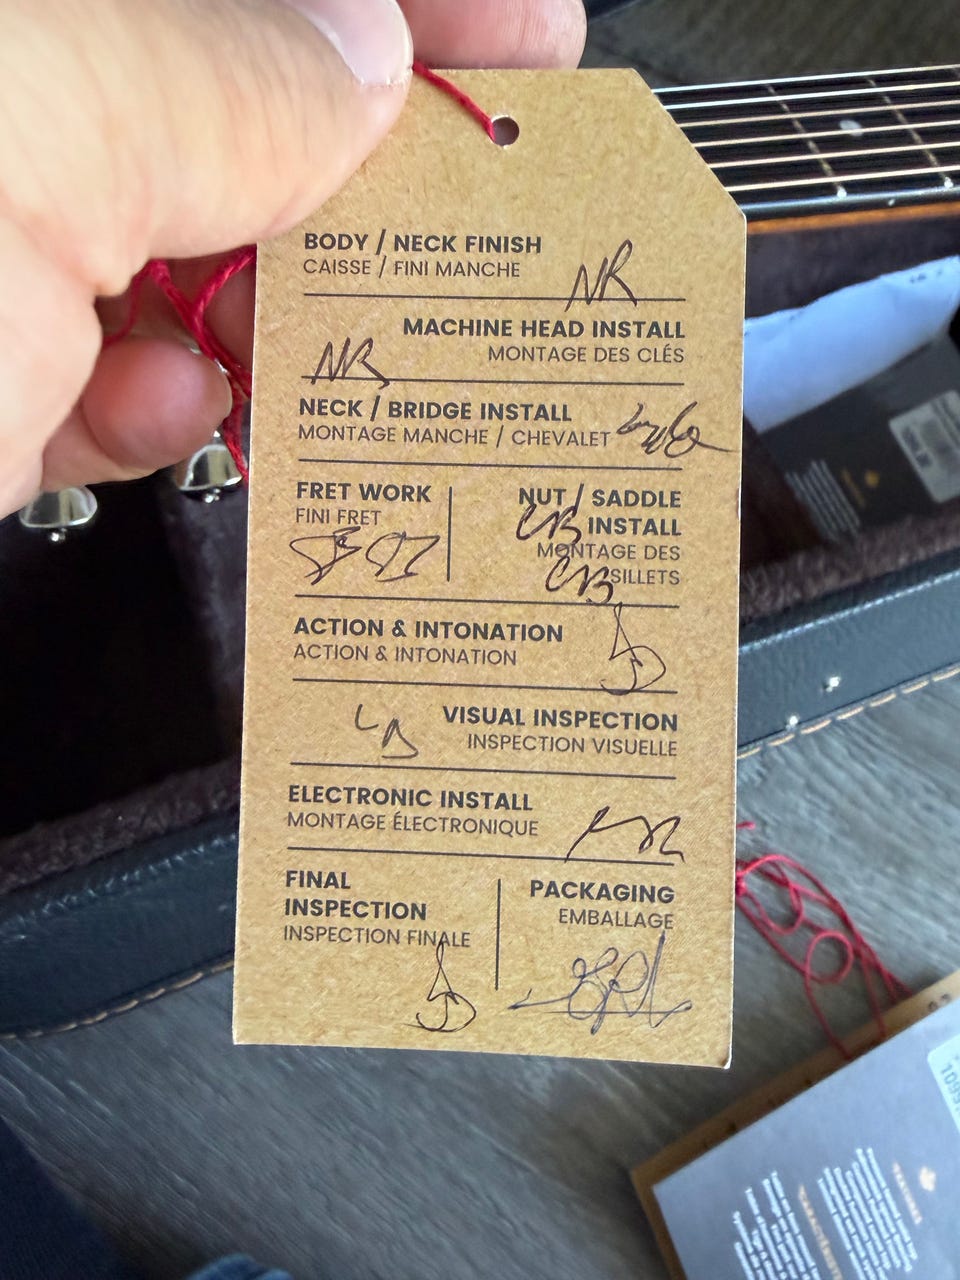 BODY / NECK FINISH
CAISSE / FINI MANCHE
NR
MACHINE HEAD INSTALL
MONTAGE DES CLÉS
NR
NECK / BRIDGE INSTALL
MONTAGE MANCHE / CHEVALET
FRET WORK
FINI FRET
NUT / SADDLE
CB INSTALL
MONTAGE DES
CB SILLETS
ACTION & INTONATION
ACTION & INTONATION
VISUAL INSPECTION
INSPECTION VISUELLE
ELECTRONIC INSTALL
MONTAGE ÉLECTRONIQUE
FINAL
INSPECTION
INSPECTION FINALE
PACKAGING
EMBALLAGE